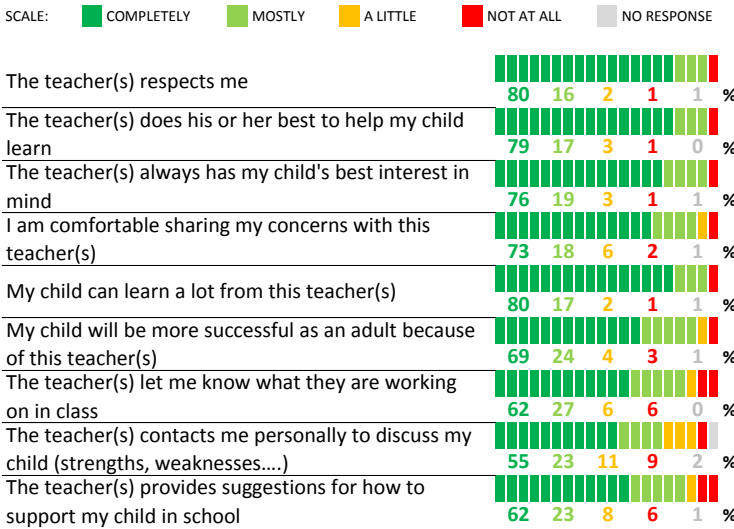 SCALE: COMPLETELY MOSTLY A LITTLE NOT AT ALL NO RESPONSE
The teacher(s) respects me
80 16 2 1 1 %
The teacher(s) does his or her best to help my child
learn
79 17 3 1 0 %
The teacher(s) always has my child's best interest in
mind
76 19 3 1 1 %
I am comfortable sharing my concerns with this
teacher(s)
73 18 6 2 1 %
My child can learn a lot from this teacher(s)
80 17 2 1 1 %
My child will be more successful as an adult because
of this teacher(s)
69 24 4 3 1 %
The teacher(s) let me know what they are working
on in class
62 27 6 6 0 %
The teacher(s) contacts me personally to discuss my
child (strengths, weaknesses....)
55 23 11 9 2 %
The teacher(s) provides suggestions for how to
support my child in school
62 23 8 6 1 %